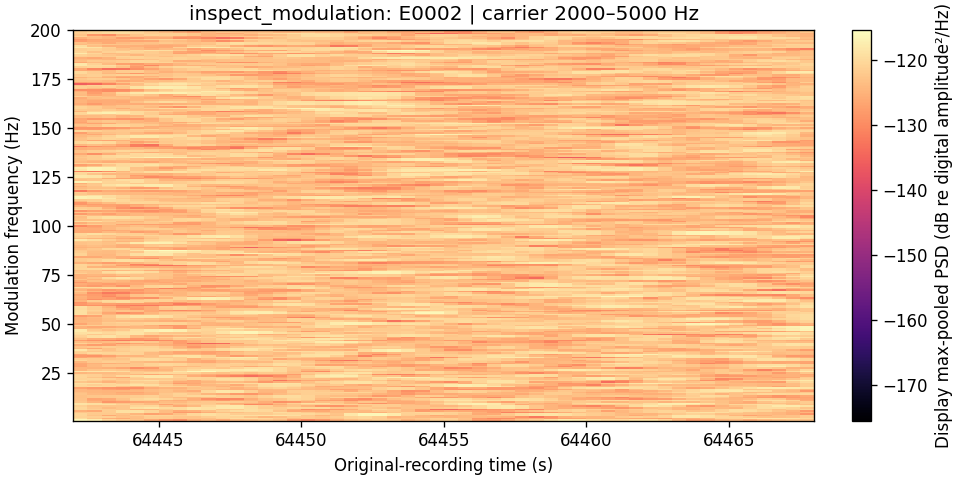 inspect_modulation: E0002 | carrier 2000–5000 Hz
200
175
150
125
100
75
50
25
Modulation frequency (Hz)
64445 64450 64455 64460 64465
Original-recording time (s)
−120
−130
−140
−150
−160
−170
Display max-pooled PSD (dB re digital amplitude²/Hz)